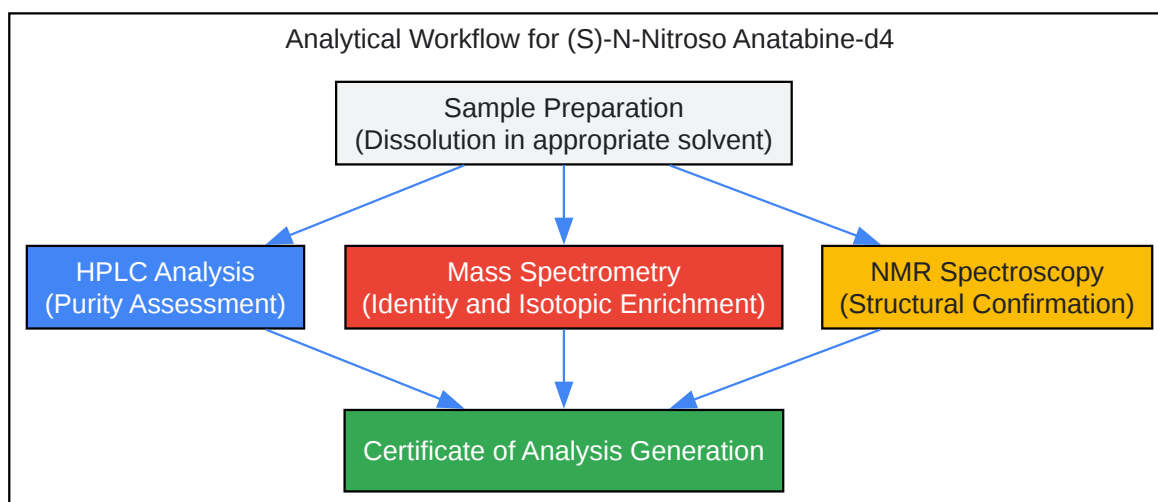 Analytical Workflow for (S)-N-Nitroso Anatabine-d4
Sample Preparation
(Dissolution in appropriate solvent)
HPLC Analysis
(Purity Assessment)
Mass Spectrometry
(Identity and Isotopic Enrichment)
NMR Spectroscopy
(Structural Confirmation)
Certificate of Analysis Generation